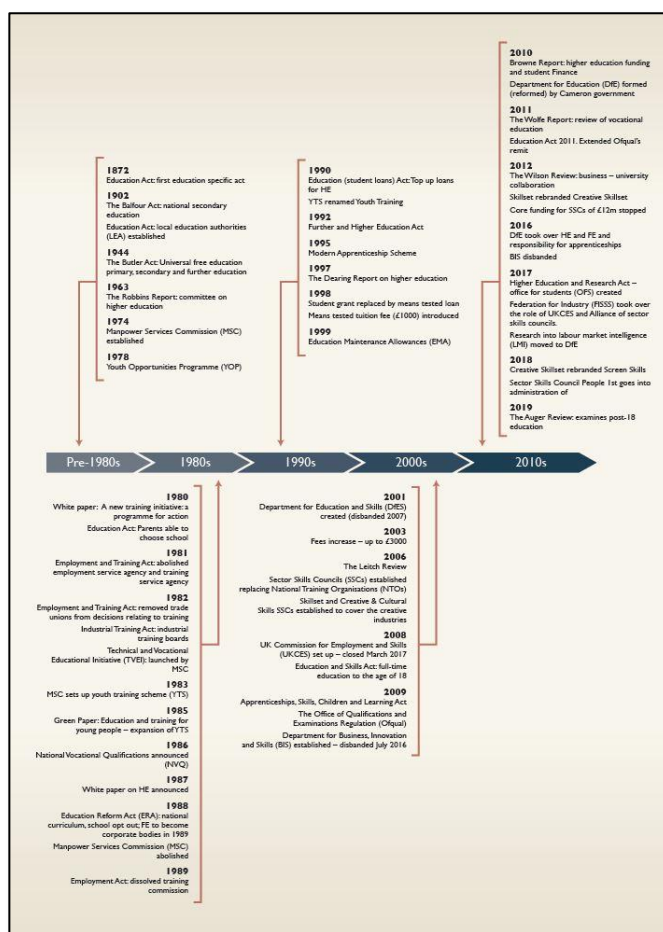 1872
Education Act: first education specific act
1902
The Balfour Act: national secondary
education
Education Act: local education authorities
(LEA) established
1944
The Butler Act: Universal free education
primary, secondary and further education
1963
The Robbins Report: committee on
higher education
1974
Manpower Services Commission (MSC)
established
1978
Youth Opportunities Programme (YOP)
1990
Education (student loans) Act: Top up loans
for HE
YTS renamed Youth Training
1992
Further and Higher Education Act
1995
Modern Apprenticeship Scheme
1997
The Dearing Report on higher education
1998
Student grant replaced by means tested loan
Means tested tuition fee (£1000) introduced
1999
Education Maintenance Allowances (EMA)
2010
Browne Report: higher education funding
and student Finance
Department for Education (DfE) formed
(reformed) by Cameron government
2011
The Wolfe Report: review of vocational
education
Education Act 2011. Extended Ofqual's
remit
2012
The Wilson Review: business – university
collaboration
Skillset rebranded Creative Skillset
Core funding for SSCs of £12m stopped
2016
DfE took over HE and FE and
responsibility for apprenticeships
BIS disbanded
2017
Higher Education and Research Act –
office for students (OFS) created
Federation for Industry (FISSS) took over
the role of UKCES and Alliance of sector
skills councils.
Research into labour market intelligence
(LMI) moved to DfE
2018
Creative Skillset rebranded Screen Skills
Sector Skills Council People 1st goes into
administration of
2019
The Auger Review: examines post-18
education
Pre-1980s
1980s
1990s
2000s
2010s
1980
White paper: A new training initiative: a
programme for action
Education Act: Parents able to
choose school
1981
Employment and Training Act: abolished
employment service agency and training
service agency
1982
Employment and Training Act: removed trade
unions from decisions relating to training
Industrial Training Act: industrial
training boards
Technical and Vocational
Educational Initiative (TVEI): launched by
MSC
1983
MSC sets up youth training scheme (YTS)
1985
Green Paper: Education and training for
young people – expansion of YTS
1986
National Vocational Qualifications announced
(NVQ)
1987
White paper on HE announced
1988
Education Reform Act (ERA): national
curriculum, school opt out; FE to become
corporate bodies in 1989
Manpower Services Commission (MSC)
abolished
1989
Employment Act: dissolved training
commission
2001
Department for Education and Skills (DfES)
created (disbanded 2007)
2003
Fees increase – up to £3000
2006
The Leitch Review
Sector Skills Councils (SSCs) established
replacing National Training Organisations (NTOs)
Skillset and Creative & Cultural
Skills SSCs established to cover the creative
industries
2008
UK Commission for Employment and Skills
(UKCES) set up – closed March 2017
Education and Skills Act: full-time
education to the age of 18
2009
Apprenticeships, Skills, Children and Learning Act
The Office of Qualifications and
Examinations Regulation (Ofqual)
Department for Business, Innovation
and Skills (BIS) established – disbanded July 2016